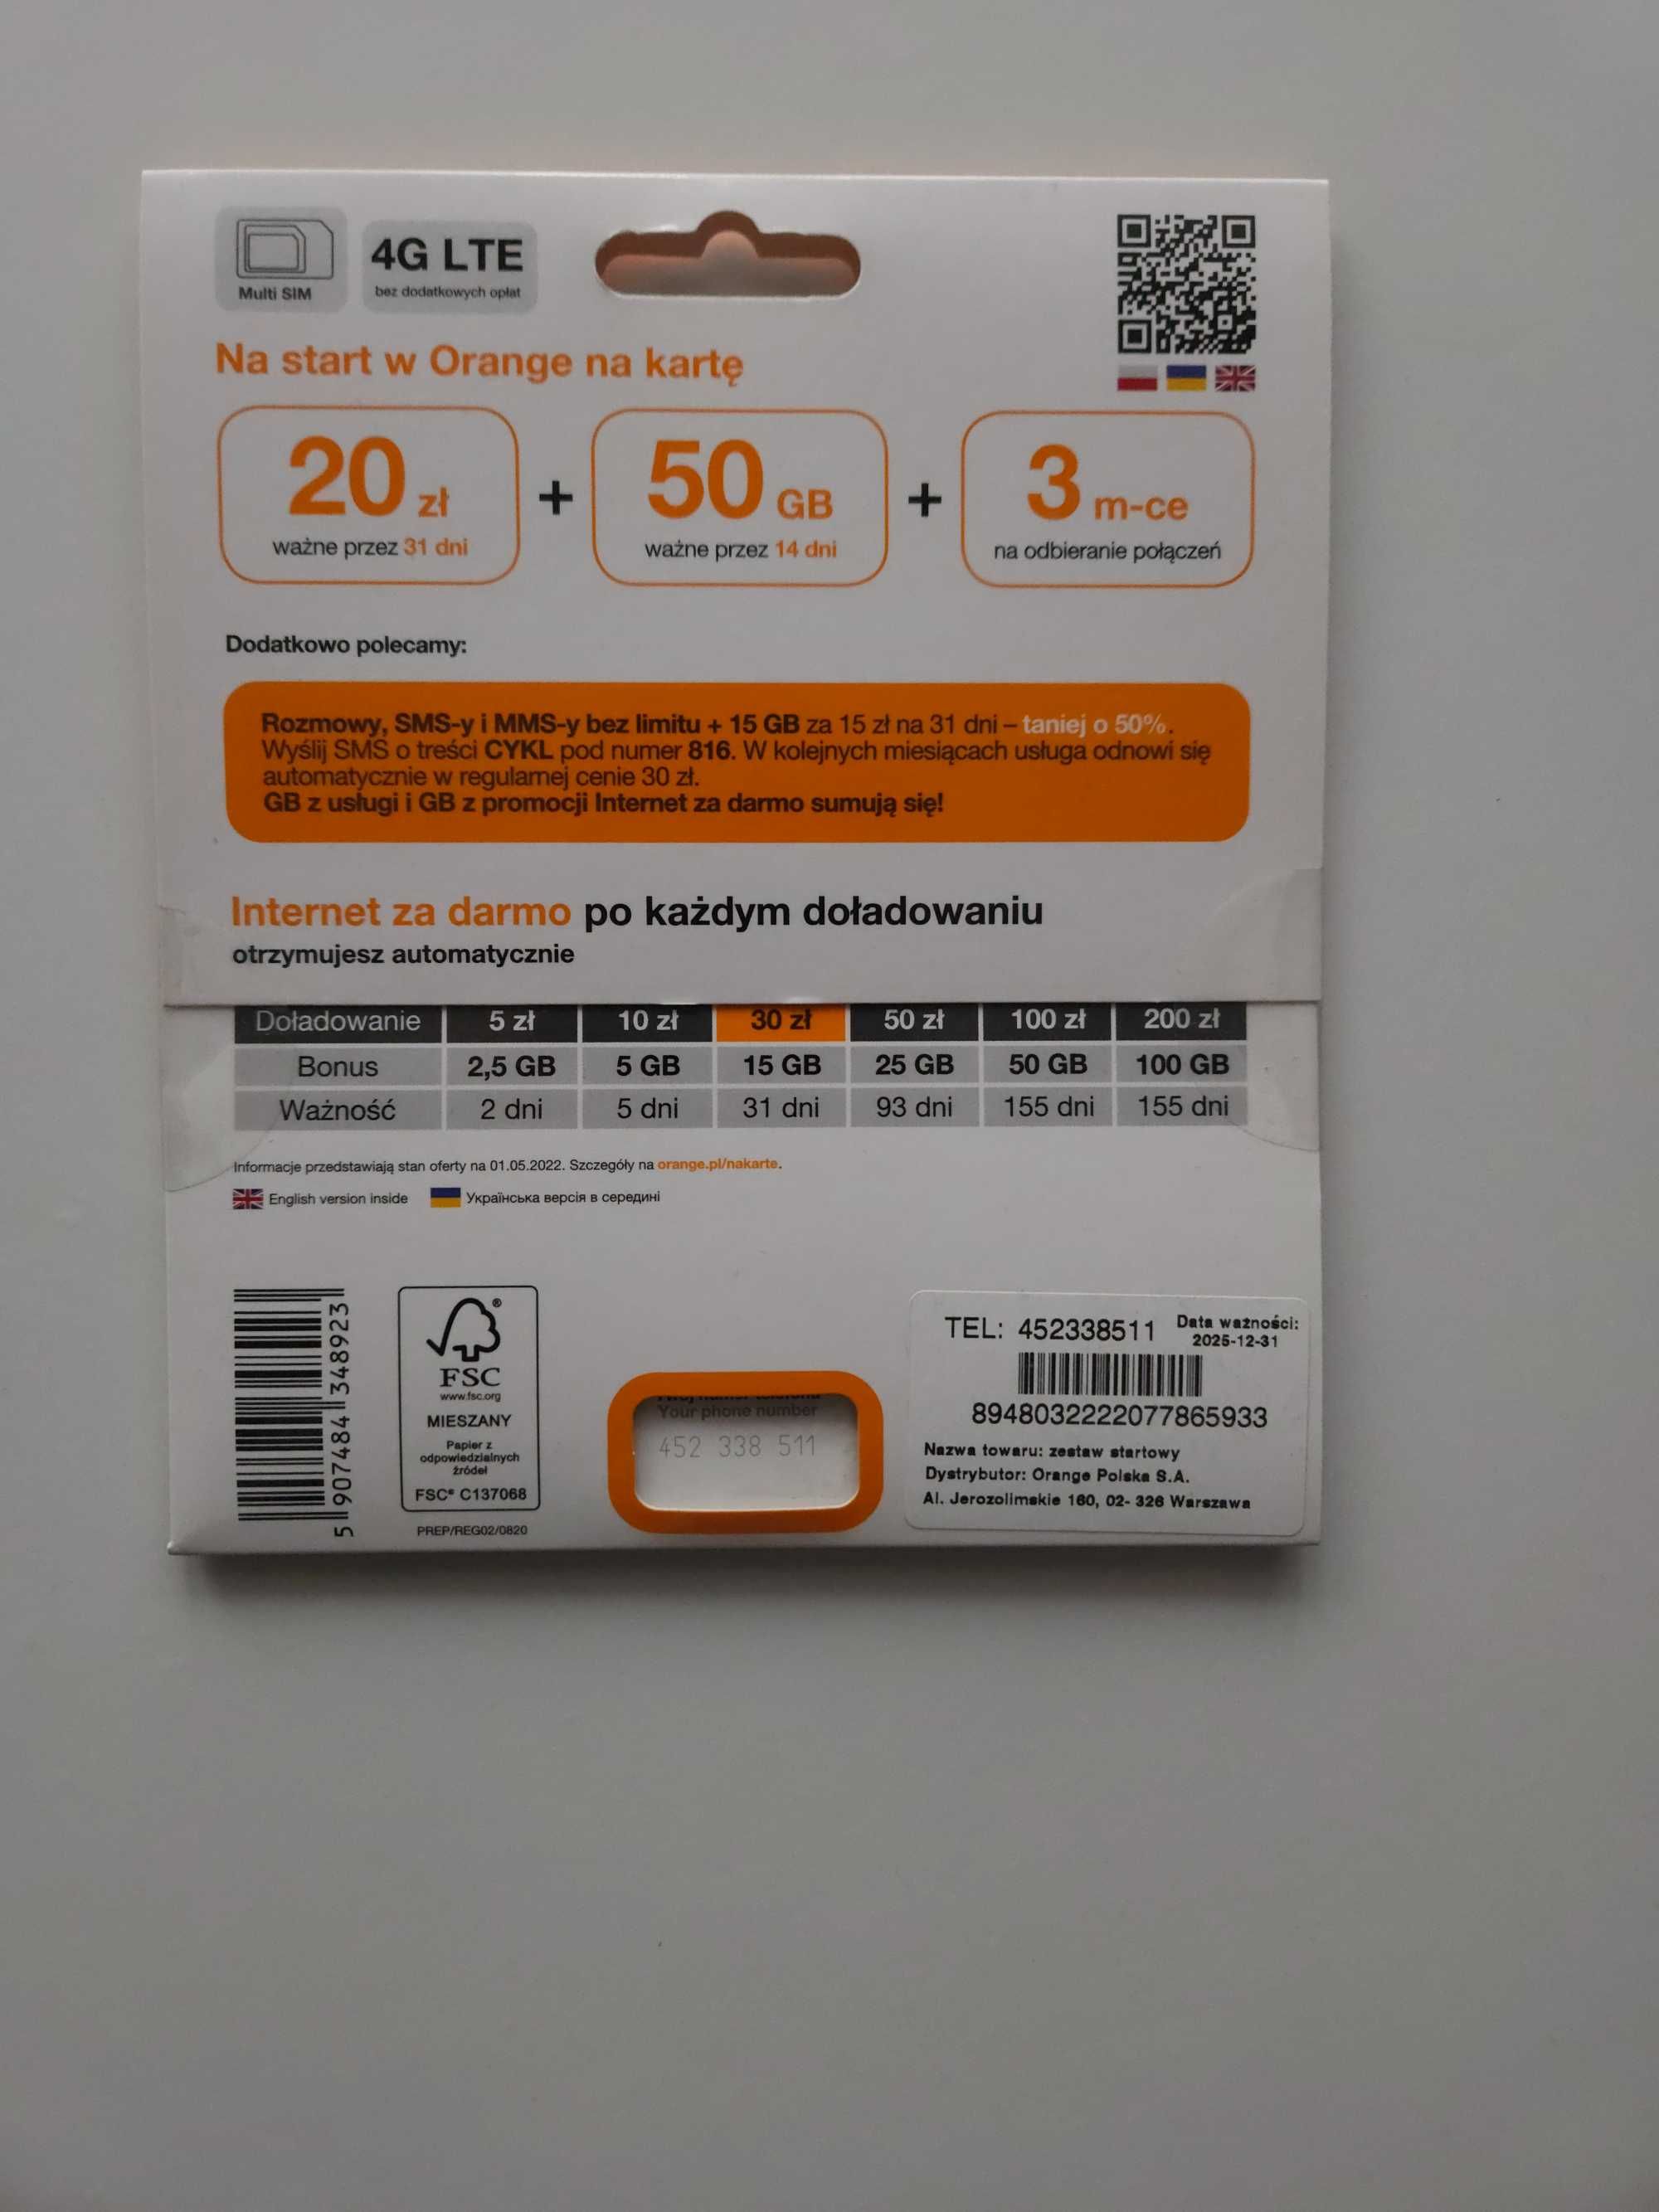 Multi SIM
4G LTE
bez dodatkowych opłat
Na start w Orange na kartę
20 zł
ważne przez 31 dni
+
50 GB
ważne przez 14 dni
+
3 m-ce
na odbieranie połączeń
Dodatkowo polecamy:
Rozmowy, SMS-y i MMS-y bez limitu + 15 GB za 15 zł na 31 dni – taniej o 50%.
Wyślij SMS o treści CYKL pod numer 816. W kolejnych miesiącach usługa odnowi się
automatycznie w regularnej cenie 30 zł.
GB z usługi i GB z promocji Internet za darmo sumują się!
Internet za darmo po każdym doładowaniu
otrzymujesz automatycznie
Doładowanie 5 zł 10 zł 30 zł 50 zł 100 zł 200 zł
Bonus 2,5 GB 5 GB 15 GB 25 GB 50 GB 100 GB
Ważność 2 dni 5 dni 31 dni 93 dni 155 dni 155 dni
Informacje przedstawiają stan oferty na 01.05.2022. Szczegóły na orange.pl/nakarte.
English version inside Українська версія в середині
5 907484 348923
FSC
www.fsc.org
MIESZANY
Papier z
odpowiedzialnych
źródeł
FSC® C137068
PREP/REG02/0820
Your phone number
452 338 511
TEL: 452338511
Data ważności:
2025-12-31
8948032222077865933
Nazwa towaru: zestaw startowy
Dystrybutor: Orange Polska S.A.
Al. Jerozolimskie 160, 02- 326 Warszawa